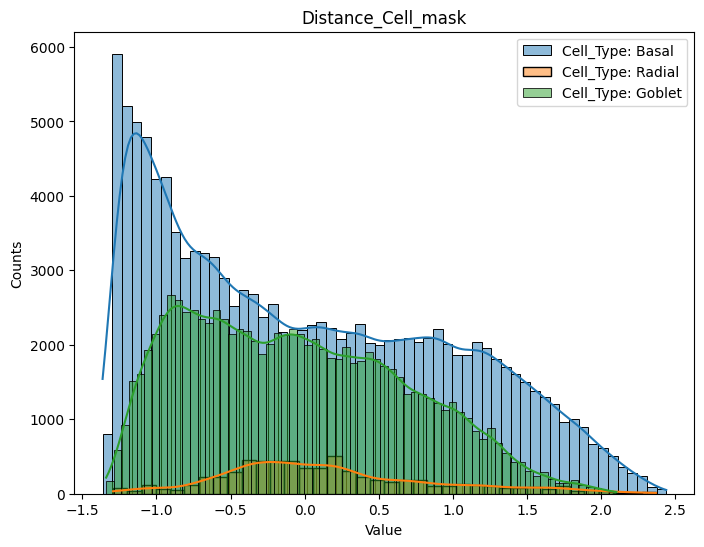 Distance_Cell_mask
Cell_Type: Basal
Cell_Type: Radial
Cell_Type: Goblet
6000
5000
4000
3000
2000
1000
0
Counts
−1.5 −1.0 −0.5 0.0 0.5 1.0 1.5 2.0 2.5
Value